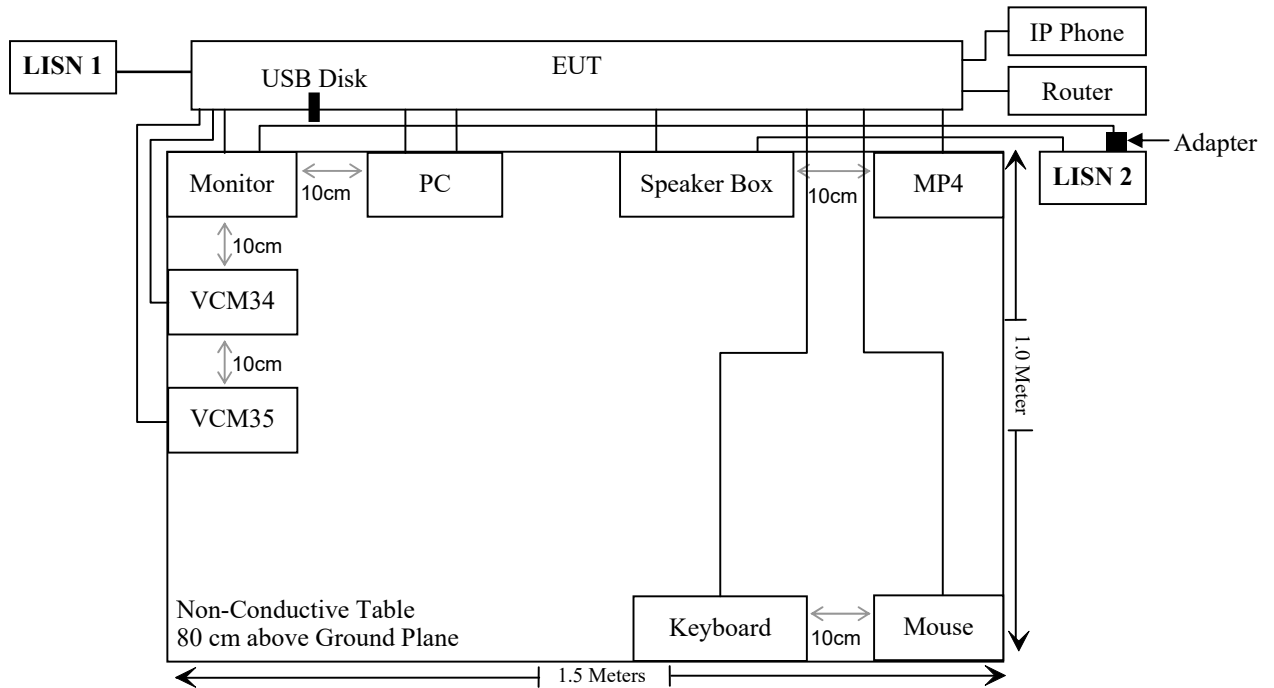 IP Phone
LISN 1
EUT
USB Disk
Router
Adapter
Monitor
10cm
PC
Speaker Box
10cm
MP4
LISN 2
10cm
VCM34
10cm
VCM35
1.0 Meter
Non-Conductive Table
80 cm above Ground Plane
Keyboard
10cm
Mouse
1.5 Meters